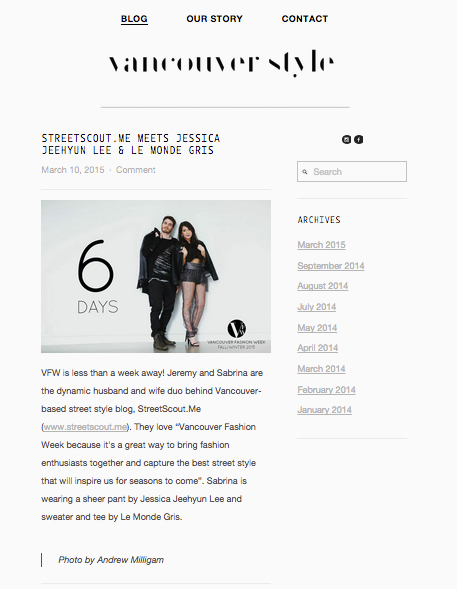 BLOG OUR STORY CONTACT
vancouver style
STREETSCOUT.ME MEETS JESSICA
JEEHYUN LEE & LE MONDE GRIS
March 10, 2015 · Comment
6
DAYS
VANCOUVER FASHION WEEK
FALL/WINTER 2015
VFW is less than a week away! Jeremy and Sabrina are
the dynamic husband and wife duo behind Vancouver-
based street style blog, StreetScout.Me
(www.streetscout.me). They love “Vancouver Fashion
Week because it's a great way to bring fashion
enthusiasts together and capture the best street style
that will inspire us for seasons to come”. Sabrina is
wearing a sheer pant by Jessica Jeehyun Lee and
sweater and tee by Le Monde Gris.
Photo by Andrew Milligam
Search
ARCHIVES
March 2015
September 2014
August 2014
July 2014
May 2014
April 2014
March 2014
February 2014
January 2014